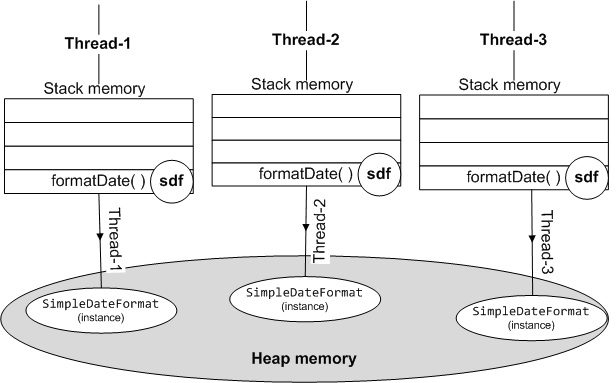 Thread-1
Thread-2
Thread-3
Stack memory
Stack memory
Stack memory
formatDate( )
sdf
formatDate( )
sdf
formatDate( )
sdf
Thread-1
Thread-2
Thread-3
SimpleDateFormat
(instance)
SimpleDateFormat
(instance)
SimpleDateFormat
(instance)
Heap memory